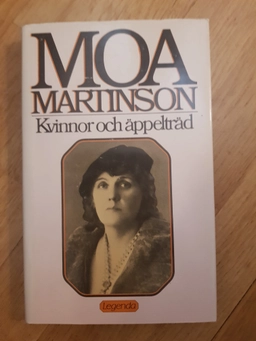 MOA
MARTINSON
Kvinnor och äppelträd
Legenda